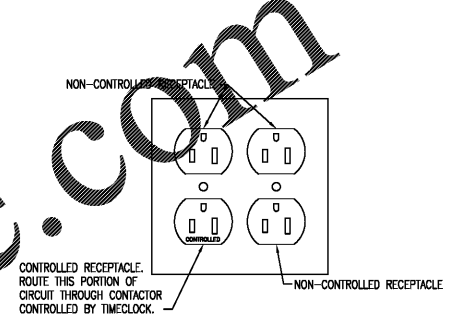 NON-CONTROLLED RECEPTACLE
CONTROLLED
CONTROLLED RECEPTACLE.
ROUTE THIS PORTION OF
CIRCUIT THROUGH CONTACTOR
CONTROLLED BY TIMECLOCK.
NON-CONTROLLED RECEPTACLE
e.com